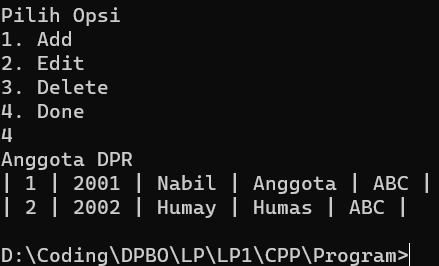 Pilih Opsi
1. Add
2. Edit
3. Delete
4. Done
4
Anggota DPR
| 1 | 2001 | Nabil | Anggota | ABC |
| 2 | 2002 | Humay | Humas | ABC |
D:\Coding\DPBO\LP\LP1\CPP\Program>